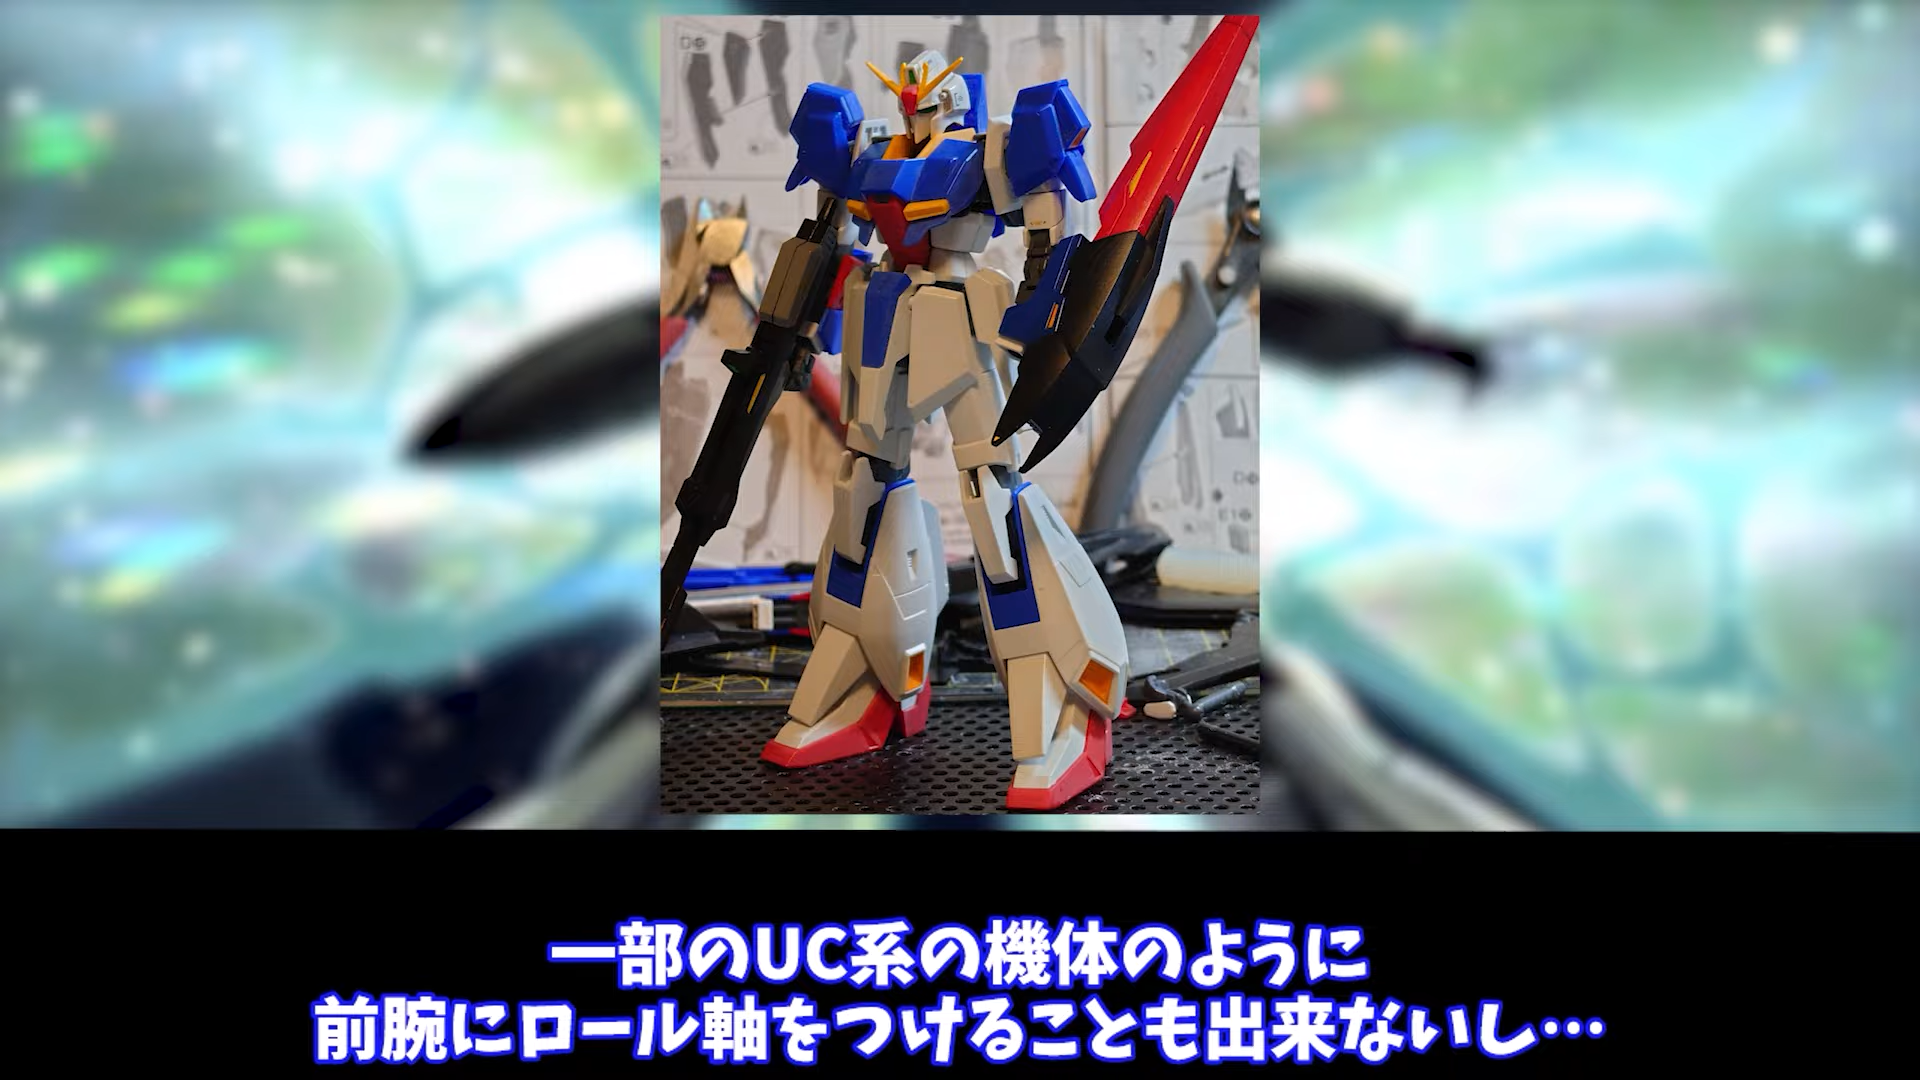 一部のUC系の機体のように
前腕にロール軸をつけることも出来ないし…